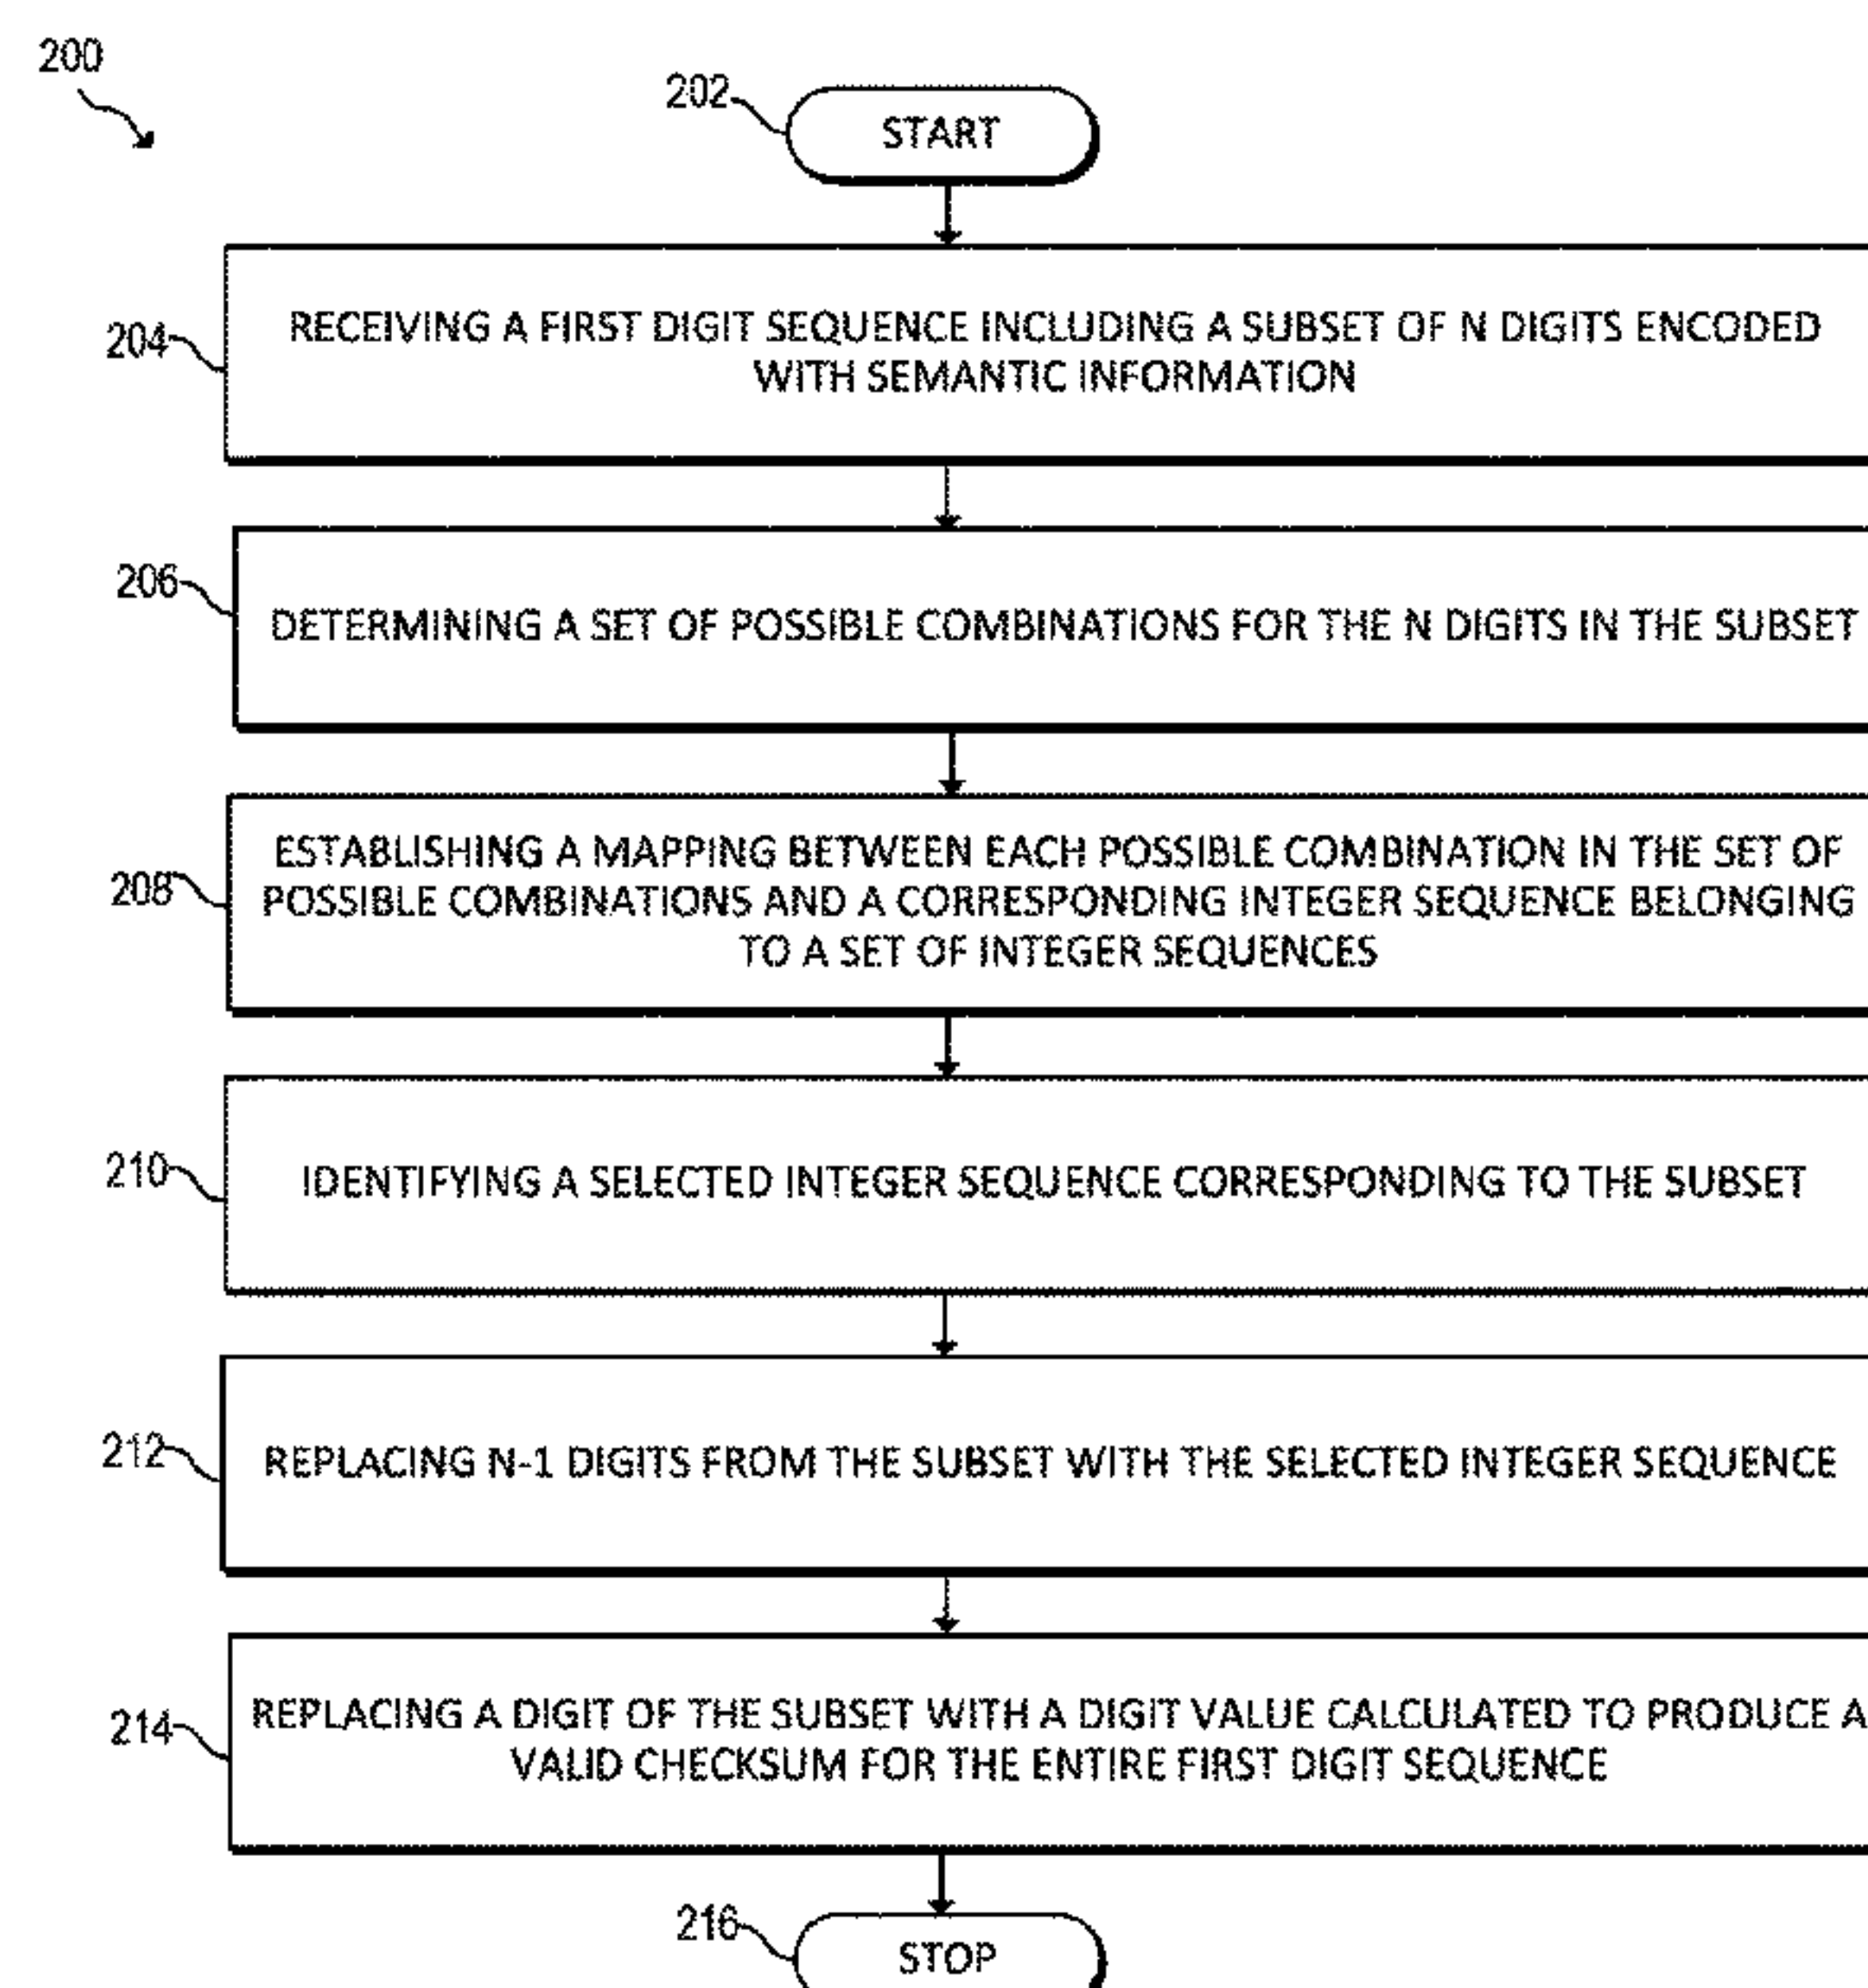 200
202
START
204
RECEIVING A FIRST DIGIT SEQUENCE INCLUDING A SUBSET OF N DIGITS ENCODED
WITH SEMANTIC INFORMATION
206
DETERMINING A SET OF POSSIBLE COMBINATIONS FOR THE N DIGITS IN THE SUBSET
208
ESTABLISHING A MAPPING BETWEEN EACH POSSIBLE COMBINATION IN THE SET OF
POSSIBLE COMBINATIONS AND A CORRESPONDING INTEGER SEQUENCE BELONGING
TO A SET OF INTEGER SEQUENCES
210
IDENTIFYING A SELECTED INTEGER SEQUENCE CORRESPONDING TO THE SUBSET
212
REPLACING N-1 DIGITS FROM THE SUBSET WITH THE SELECTED INTEGER SEQUENCE
214
REPLACING A DIGIT OF THE SUBSET WITH A DIGIT VALUE CALCULATED TO PRODUCE A
VALID CHECKSUM FOR THE ENTIRE FIRST DIGIT SEQUENCE
216
STOP